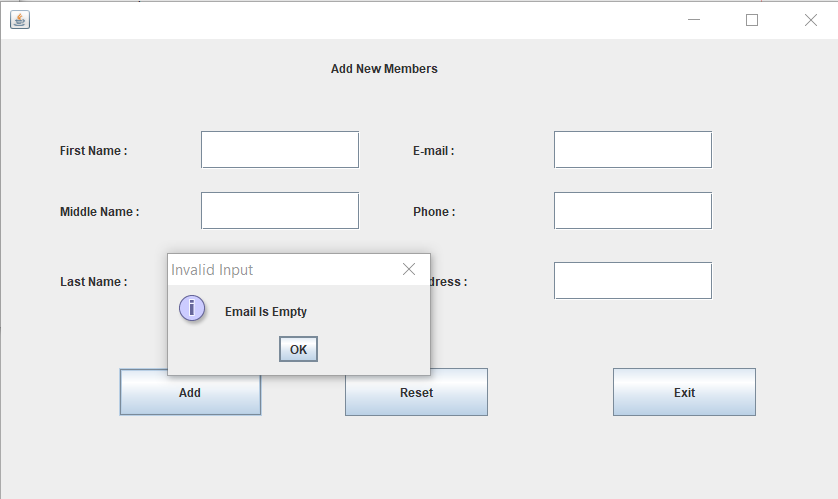 Add New Members
First Name :
E-mail :
Middle Name :
Phone :
Last Name :
dress :
Invalid Input
i
Email Is Empty
OK
Add
Reset
Exit